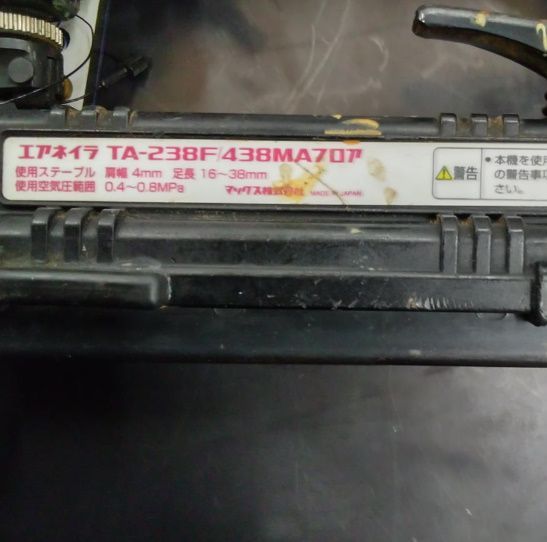 エアネイラ TA-238F/438MAフロア
使用ステープル 肩幅 4mm 足長 16～38mm
使用空気圧範囲 0.4～0.8MPa マックス株式会社 MADE IN JAPAN
警告
・本機を使用
の警告事項
さい。